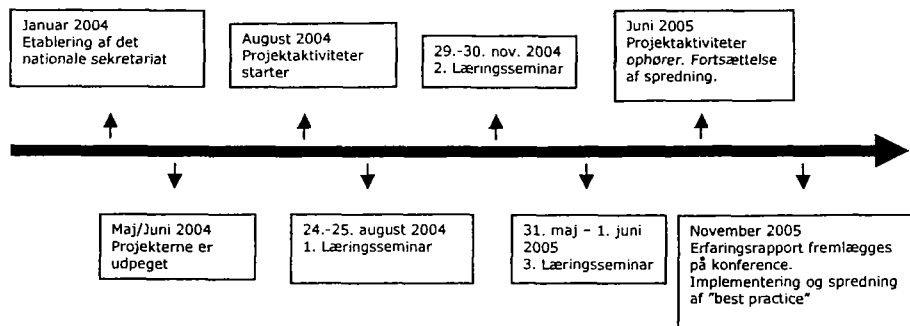 Januar 2004
Etablering af det
nationale sekretariat
August 2004
Projektaktiviteter
starter
29.-30. nov. 2004
2. Læringsseminar
Juni 2005
Projektaktiviteter
ophører. Fortsættelse
af spredning.
Maj/Juni 2004
Projekterne er
udpeget
24.-25. august 2004
1. Læringsseminar
31. maj – 1. juni
2005
3. Læringsseminar
November 2005
Erfaringsrapport fremlægges
på konference.
Implementering og spredning
af "best practice"